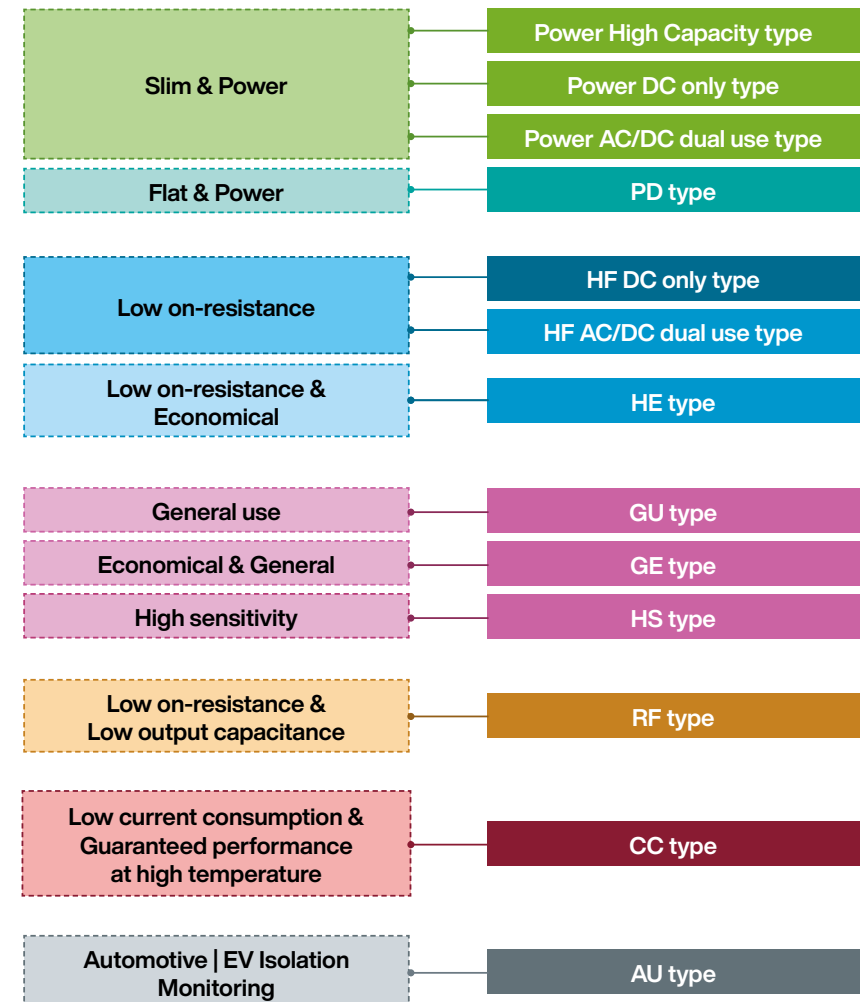 Slim & Power
Power High Capacity type
Power DC only type
Power AC/DC dual use type
Flat & Power
PD type
Low on-resistance
HF DC only type
HF AC/DC dual use type
Low on-resistance &
Economical
HE type
General use
GU type
Economical & General
GE type
High sensitivity
HS type
Low on-resistance &
Low output capacitance
RF type
Low current consumption &
Guaranteed performance
at high temperature
CC type
Automotive | EV Isolation
Monitoring
AU type